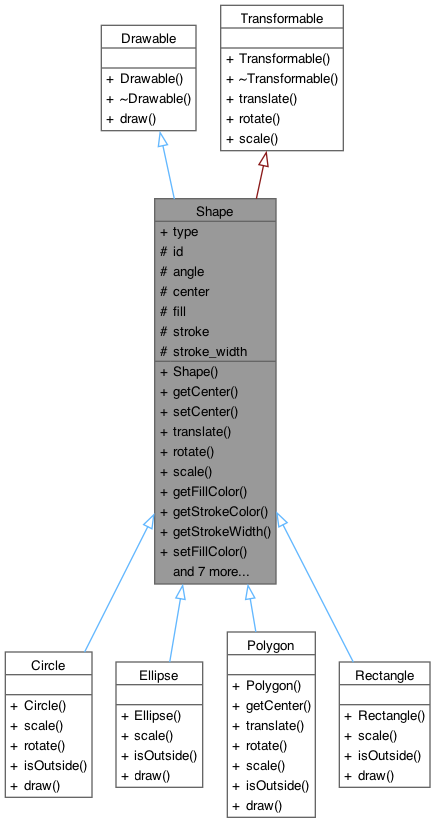 Drawable
+ Drawable()
+ ~Drawable()
+ draw()
Transformable
+ Transformable()
+ ~Transformable()
+ translate()
+ rotate()
+ scale()
Shape
+ type
# id
# angle
# center
# fill
# stroke
# stroke_width
+ Shape()
+ getCenter()
+ setCenter()
+ translate()
+ rotate()
+ scale()
+ getFillColor()
+ getStrokeColor()
+ getStrokeWidth()
+ setFillColor()
and 7 more...
Circle
+ Circle()
+ scale()
+ rotate()
+ isOutside()
+ draw()
Ellipse
+ Ellipse()
+ scale()
+ isOutside()
+ draw()
Polygon
+ Polygon()
+ getCenter()
+ translate()
+ rotate()
+ scale()
+ isOutside()
+ draw()
Rectangle
+ Rectangle()
+ scale()
+ isOutside()
+ draw()